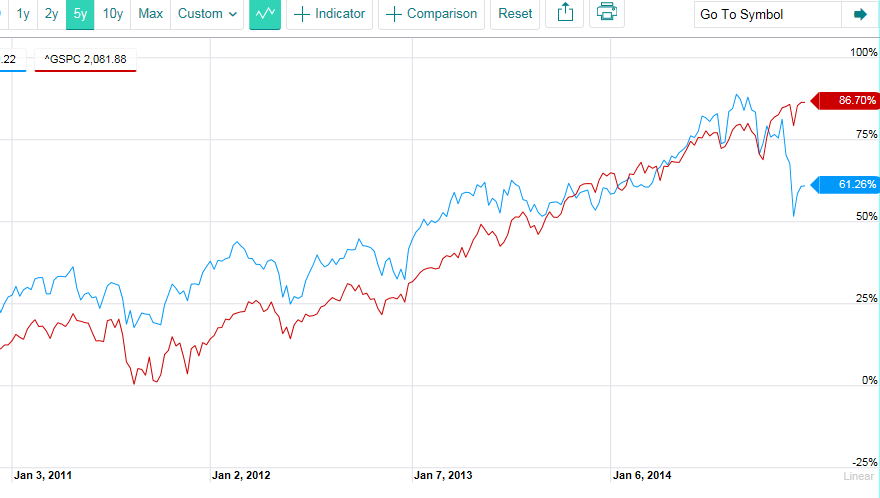 1y 2y 5y 10y Max Custom Indicator Comparison Reset Go To Symbol
.22 ^GSPC 2,081.88
100%
86.70%
75%
61.26%
50%
25%
0%
-25%
Jan 3, 2011 Jan 2, 2012 Jan 7, 2013 Jan 6, 2014 Linear